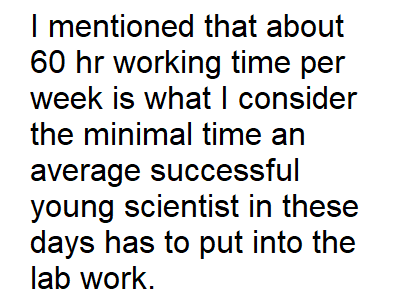 I mentioned that about
60 hr working time per
week is what I consider
the minimal time an
average successful
young scientist in these
days has to put into the
lab work.